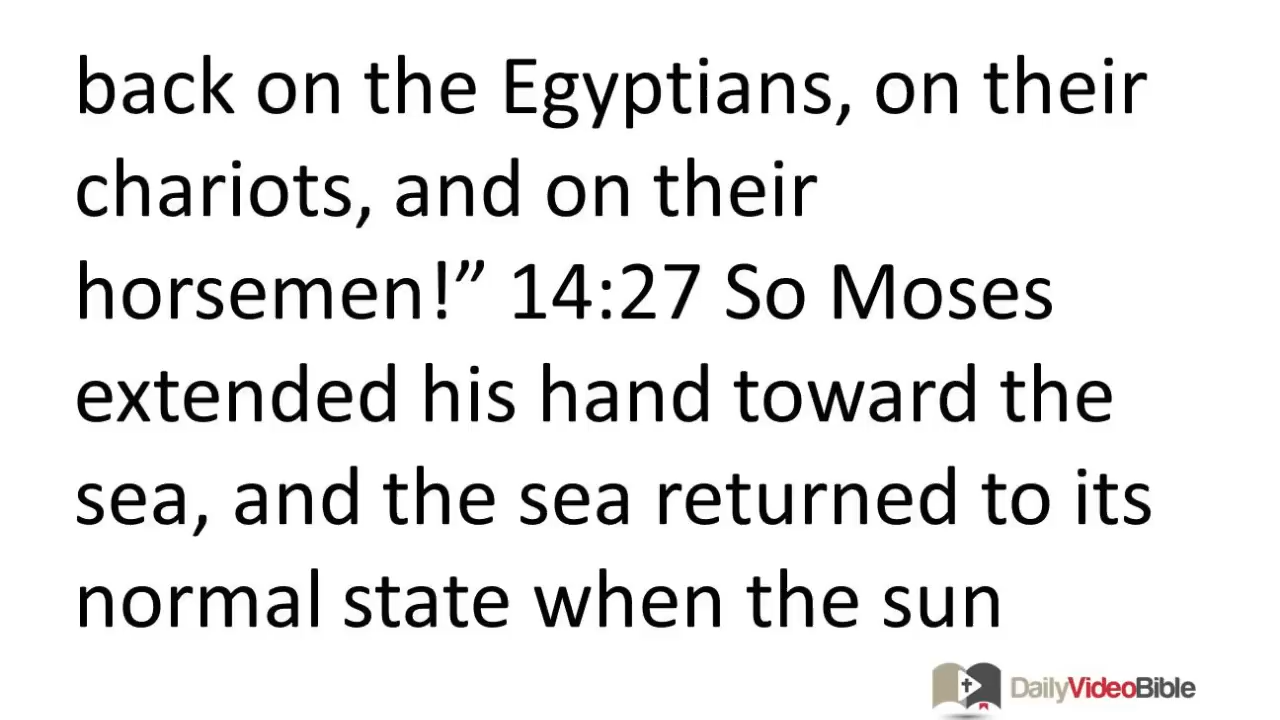 back on the Egyptians, on their
chariots, and on their
horsemen!” 14:27 So Moses
extended his hand toward the
sea, and the sea returned to its
normal state when the sun
DailyVideoBible